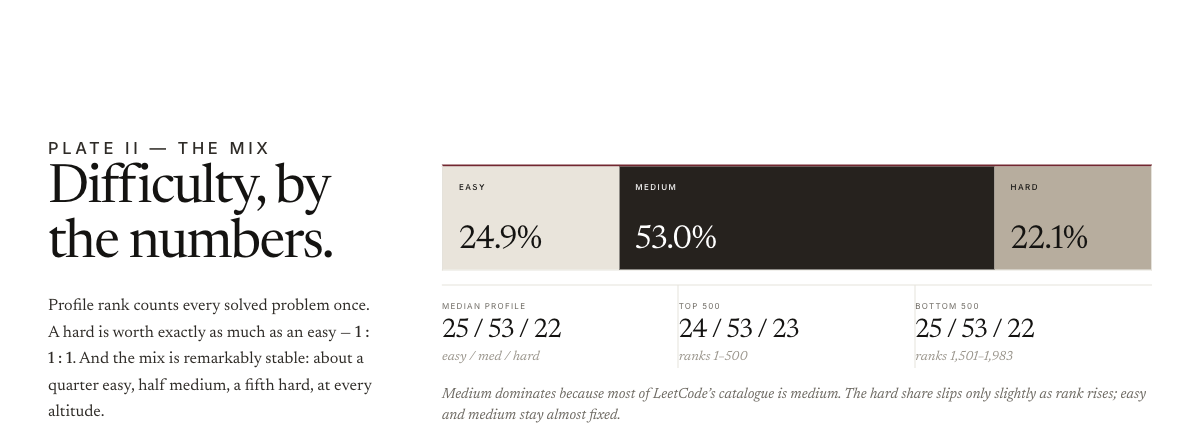 PLATE II — THE MIX
Difficulty, by
the numbers.
Profile rank counts every solved problem once.
A hard is worth exactly as much as an easy – 1 :
1 : 1. And the mix is remarkably stable: about a
quarter easy, half medium, a fifth hard, at every
altitude.
EASY
24.9%
MEDIUM
53.0%
HARD
22.1%
MEDIAN PROFILE
25 / 53 / 22
easy / med / hard
TOP 500
24 / 53 / 23
ranks 1–500
BOTTOM 500
25 / 53 / 22
ranks 1,501–1,983
Medium dominates because most of LeetCode’s catalogue is medium. The hard share slips only slightly as rank rises; easy
and medium stay almost fixed.